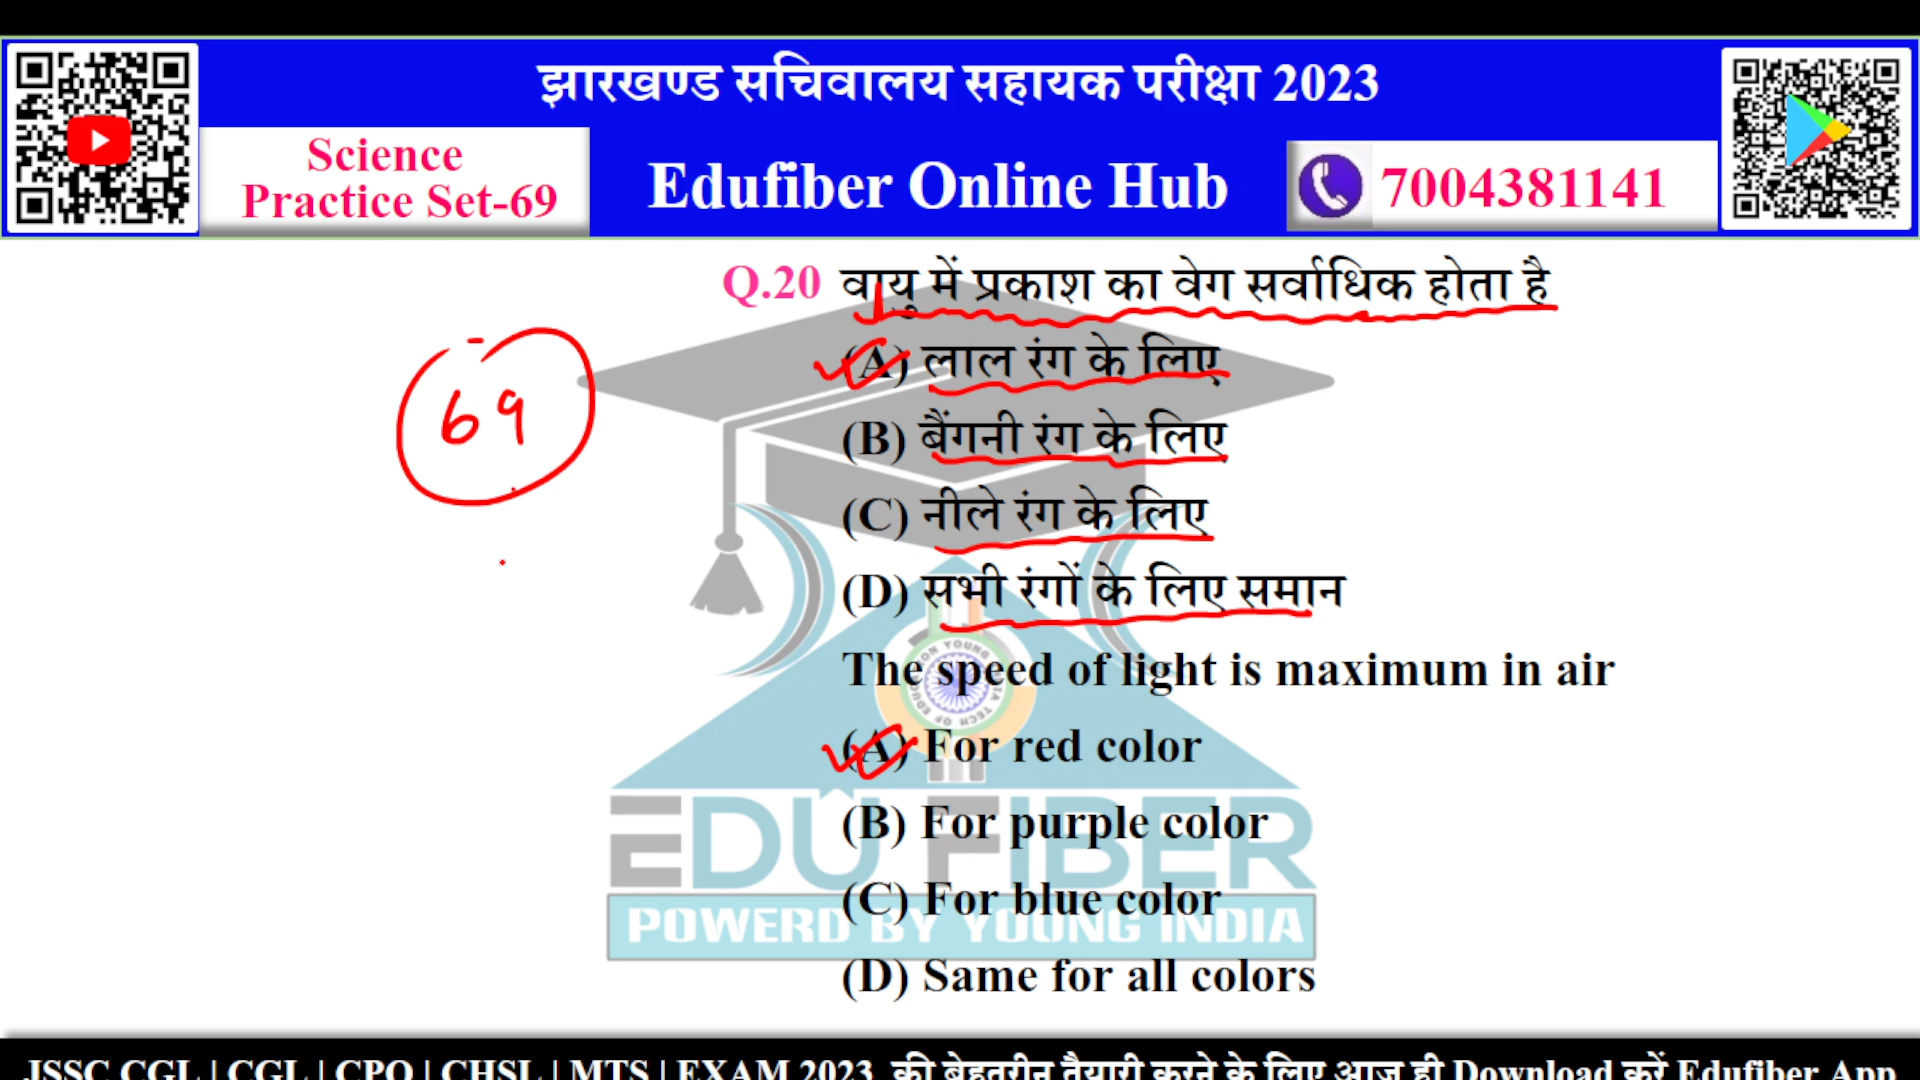 झारखण्ड सचिवालय सहायक परीक्षा 2023
Science
Practice Set-69
Edufiber Online Hub
7004381141
Q.20 वायु में प्रकाश का वेग सर्वाधिक होता है
(A) लाल रंग के लिए
(B) बैंगनी रंग के लिए
(C) नीले रंग के लिए
(D) सभी रंगों के लिए समान
The speed of light is maximum in air
(A) For red color
(B) For purple color
(C) For blue color
(D) Same for all colors
69
EDU FIBER
POWERD BY YOUNG INDIA
JSSC CGL | CGL | CPO | CHSL | MTS | EXAM 2023 की बेहतरीन तैयारी करने के लिए आज ही Download करें Edufiber App